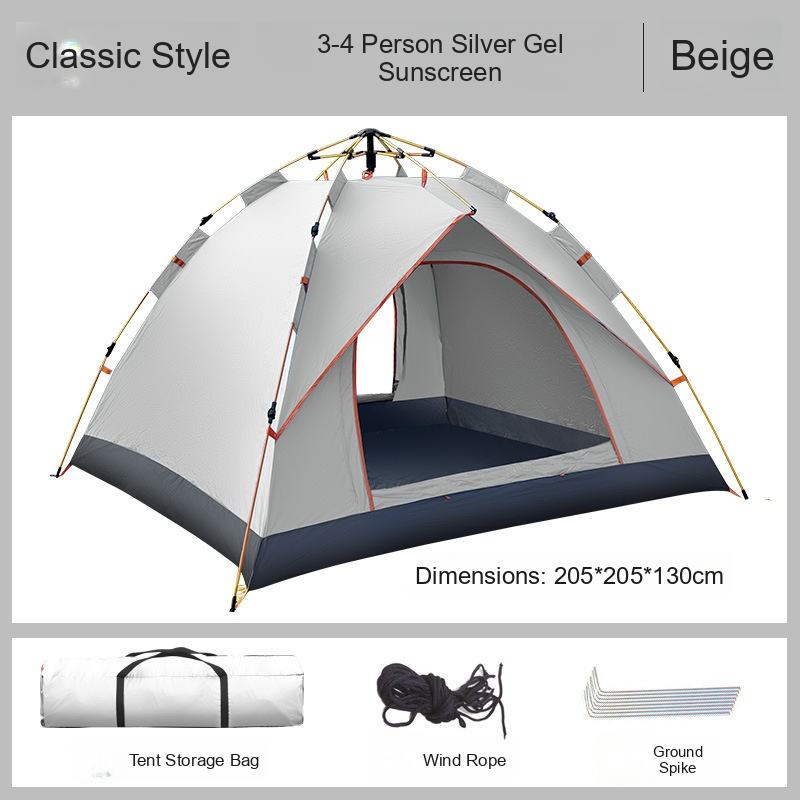 Classic Style
3-4 Person Silver Gel
Sunscreen
Beige
Dimensions: 205*205*130cm
Tent Storage Bag
Wind Rope
Ground
Spike